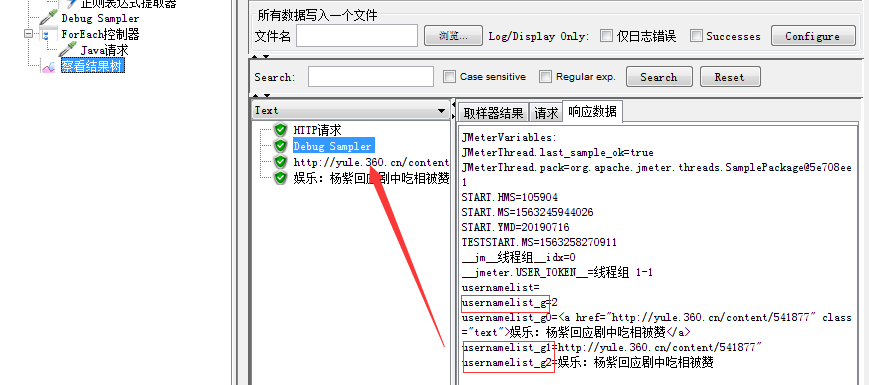 正则表达式提取器
Debug Sampler
ForEach控制器
Java请求
察看结果树
所有数据写入一个文件
文件名
浏览...
Log/Display Only:
仅日志错误
Successes
Configure
Search:
Case sensitive
Regular exp.
Search
Reset
Text
HTTP请求
Debug Sampler
http://yule.360.cn/content
娱乐：杨紫回应剧中吃相被赞
取样器结果
请求
响应数据
JMeterVariables:
JMeterThread.last_sample_ok=true
JMeterThread.pack=org.apache.jmeter.threads.SamplePackage@5e708ee
1
START.HMS=105904
START.MS=1563245944026
START.YMD=20190716
TESTSTART.MS=1563258270911
__jm__线程组__idx=0
__jmeter.USER_TOKEN__=线程组 1-1
usernamelist=
usernamelist_g=2
usernamelist_g0=<a href="http://yule.360.cn/content/541877" class
="text">娱乐：杨紫回应剧中吃相被赞</a>
usernamelist_g1=http://yule.360.cn/content/541877"
usernamelist_g2=娱乐：杨紫回应剧中吃相被赞